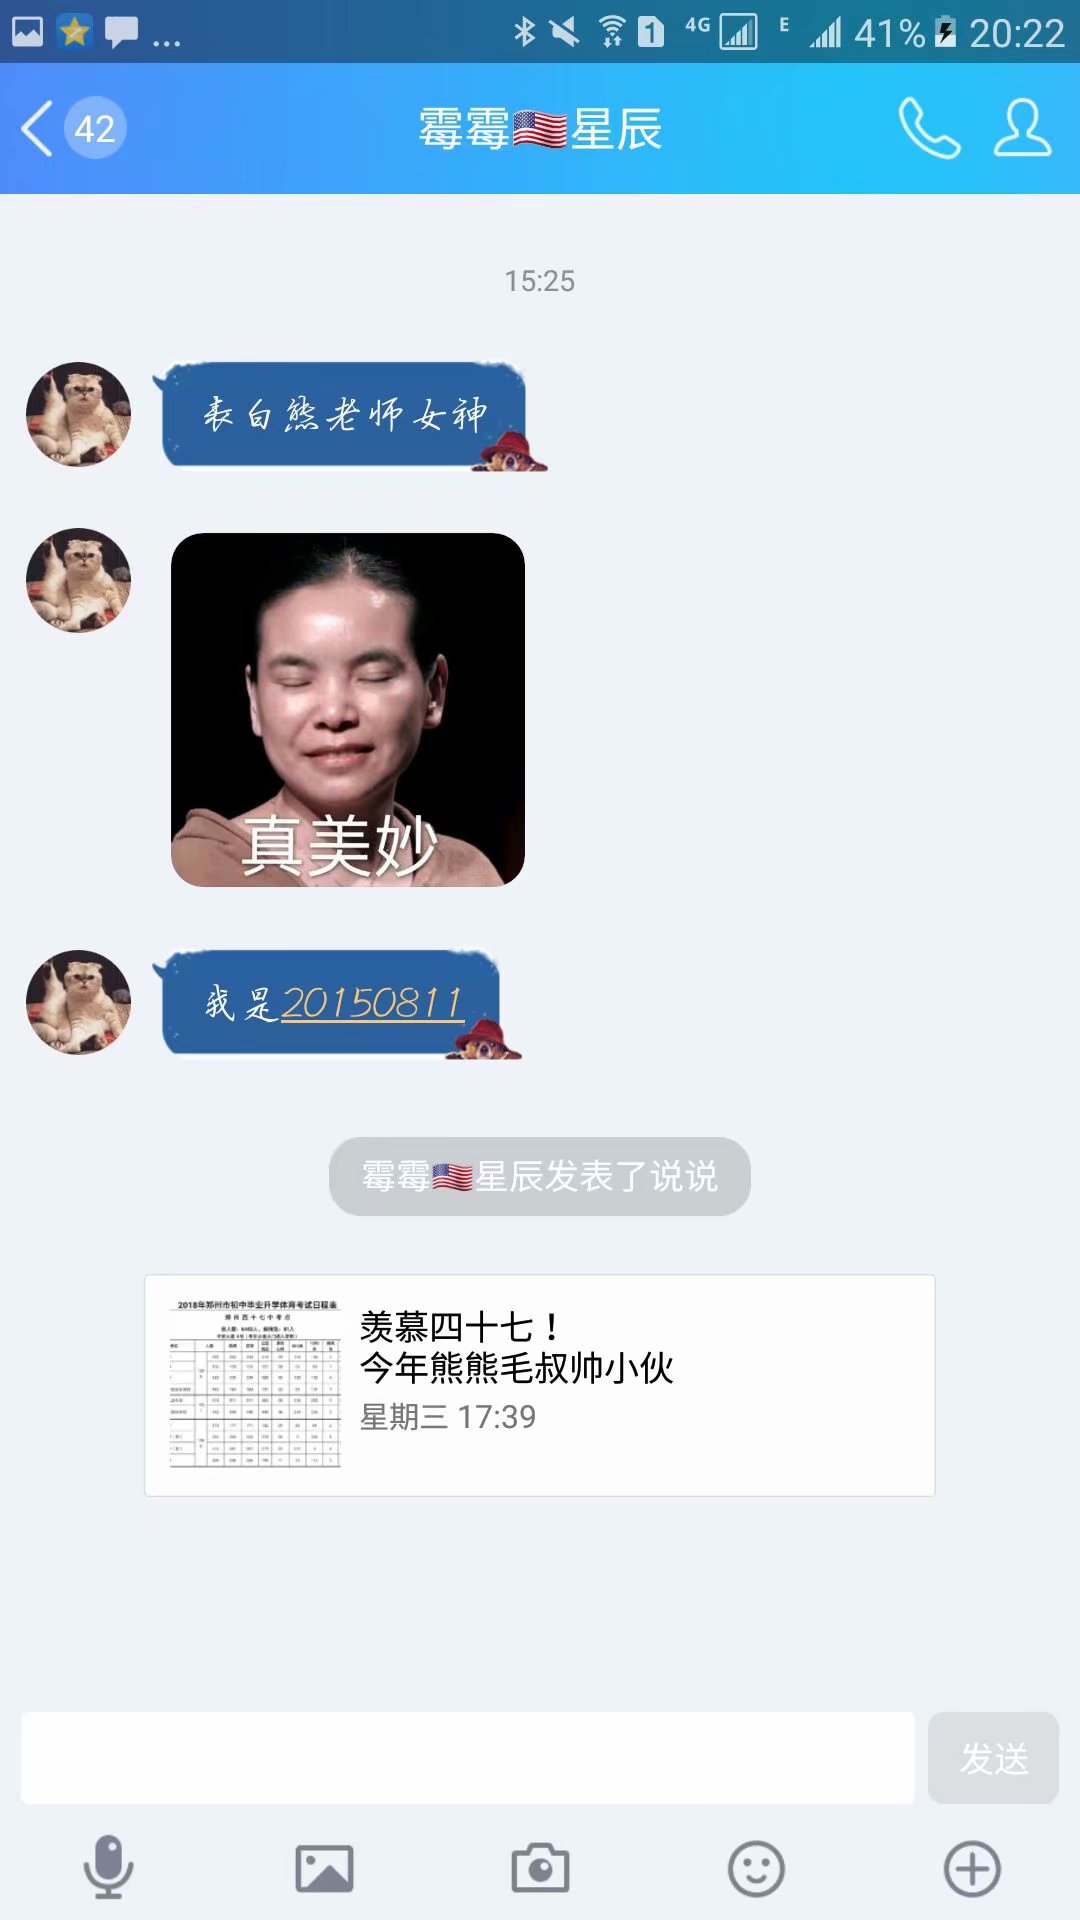 4G E 41% 20:22
42
霉霉🇺🇸星辰
15:25
表白熊老师女神
真美妙
我是20150811
霉霉🇺🇸星辰发表了说说
2018年郑州市初中毕业升学体育考试日程表
郑州四十七中考点
羡慕四十七！
今年熊熊毛叔帅小伙
星期三 17:39
发送